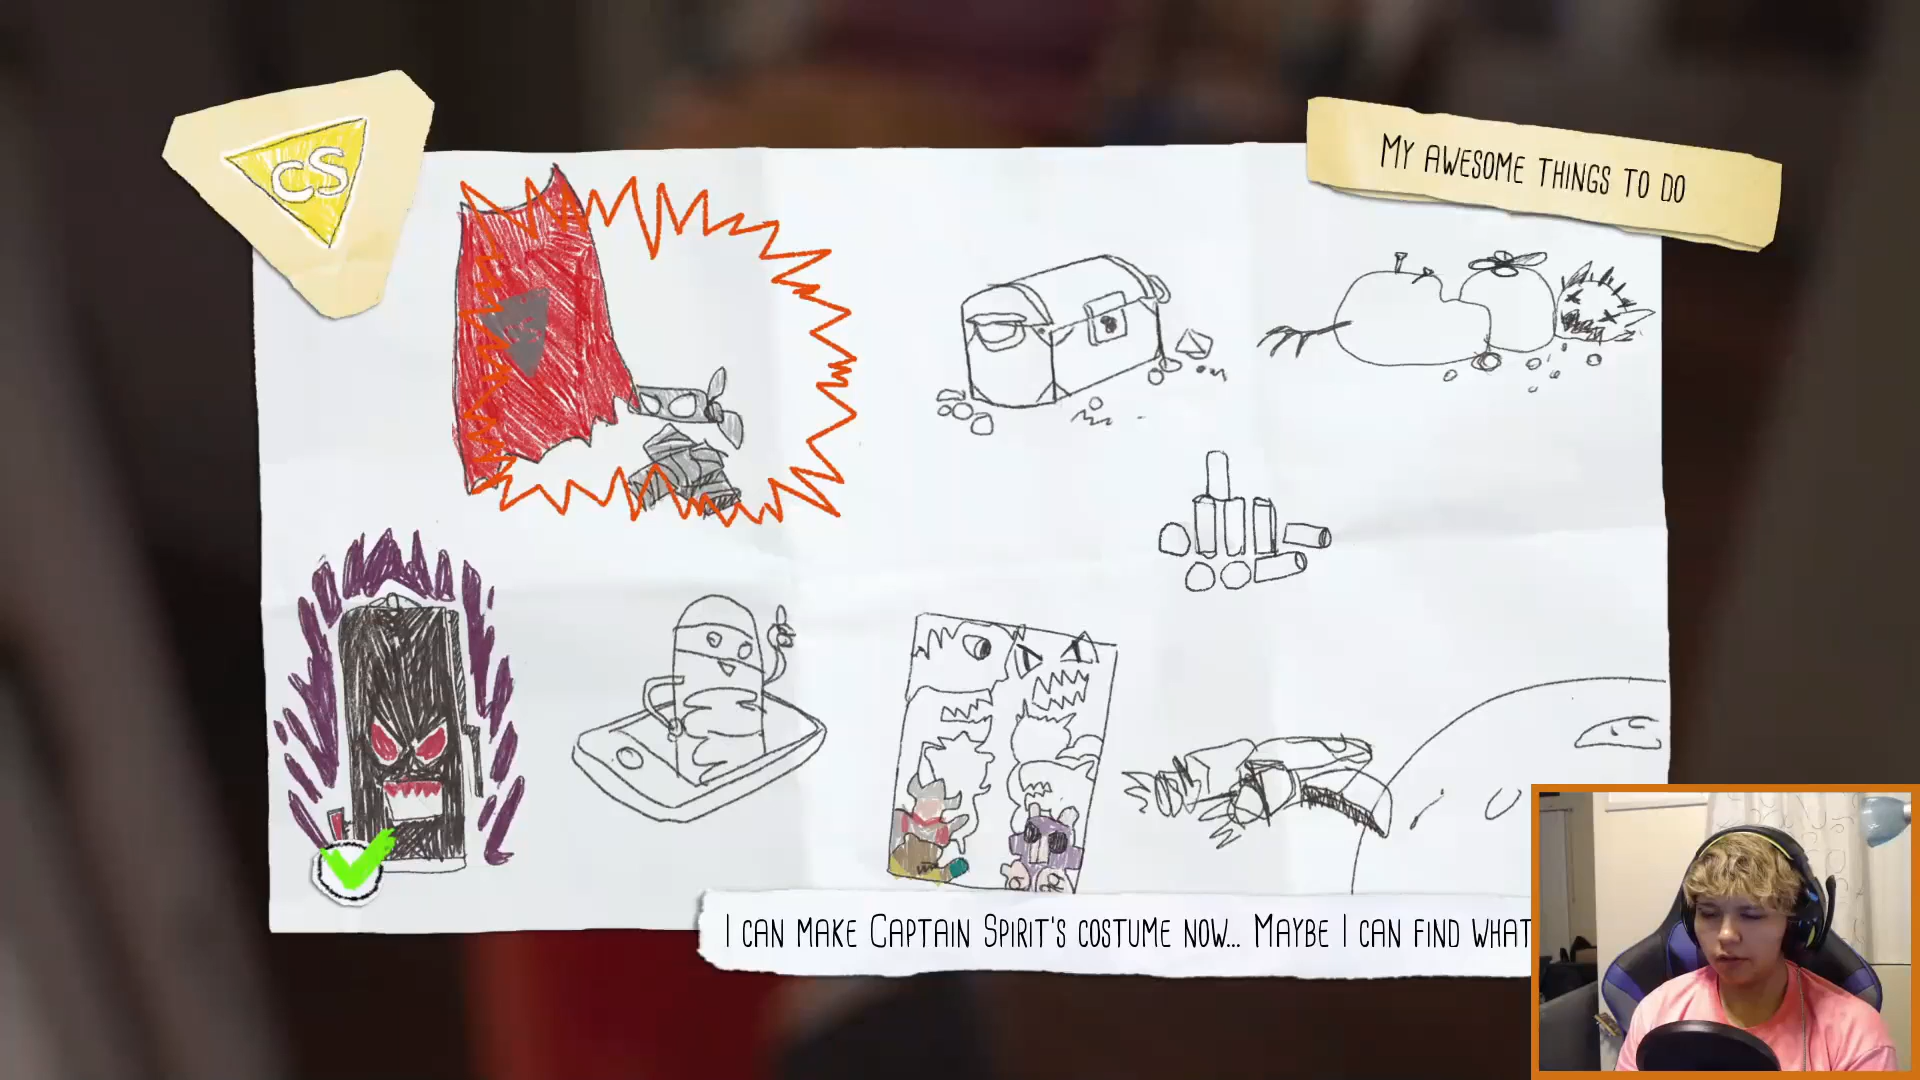 CS
MY AWESOME THINGS TO DO
I CAN MAKE CAPTAIN SPIRIT'S COSTUME NOW... MAYBE I CAN FIND WHAT